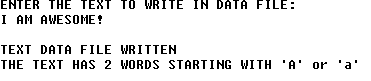 ENTER THE TEXT TO WRITE IN DATA FILE:
I AM AWESOME!
TEXT DATA FILE WRITTEN
THE TEXT HAS 2 WORDS STARTING WITH 'A' or 'a'